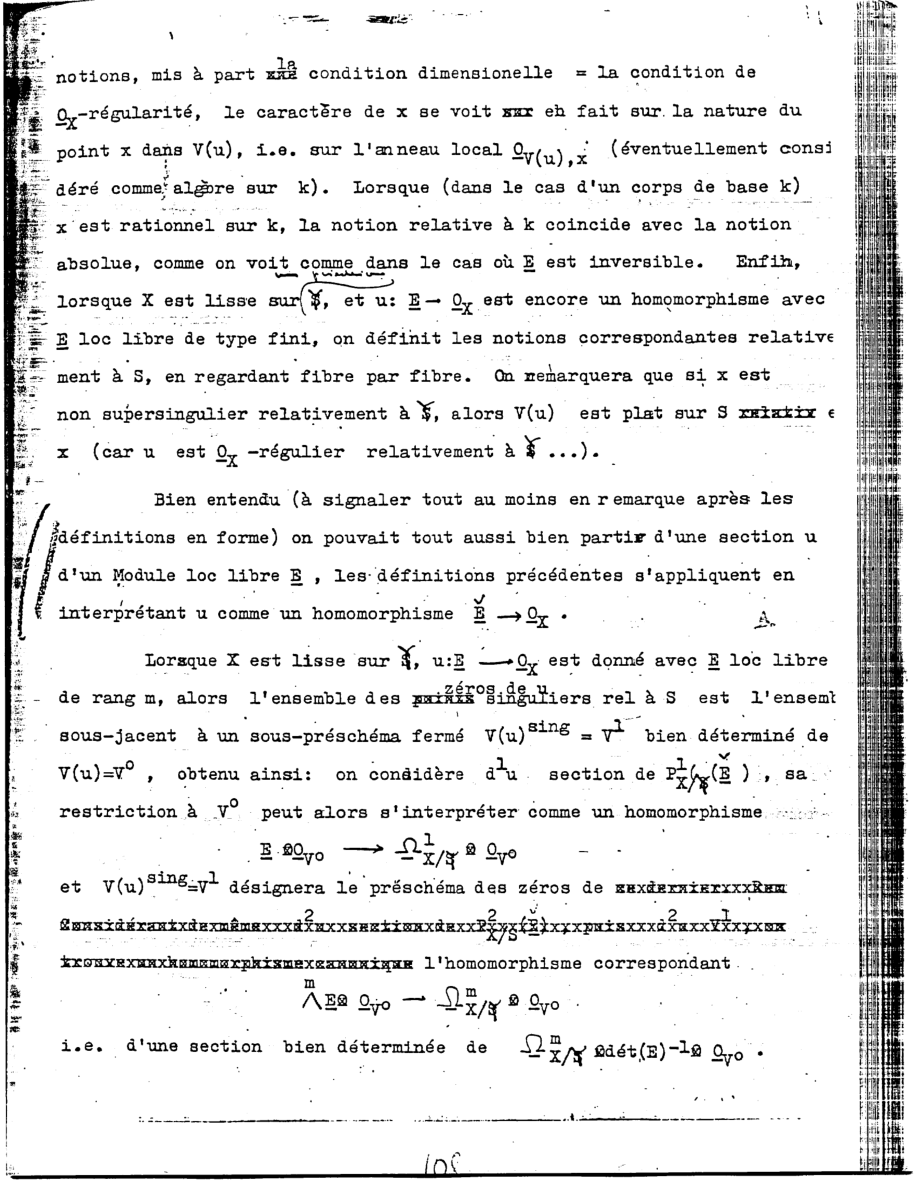 notions, mis à part la condition dimensionelle = la condition de
O_X-régularité, le caractère de x se voit eh fait sur la nature du
point x dans V(u), i.e. sur l'anneau local O_V(u),x (éventuellement consi
déré comme algèbre sur k). Lorsque (dans le cas d'un corps de base k)
x est rationnel sur k, la notion relative à k coincide avec la notion
absolue, comme on voit comme dans le cas où E est inversible. Enfih,
lorsque X est lisse sur S, et u: E → O_X est encore un homomorphisme avec
E loc libre de type fini, on définit les notions correspondantes relative
ment à S, en regardant fibre par fibre. On remarquera que si x est
non supersingulier relativement à S, alors V(u) est plat sur S e
x (car u est O_X -régulier relativement à S ...).
Bien entendu (à signaler tout au moins en remarque après les
définitions en forme) on pouvait tout aussi bien partir d'une section u
d'un Module loc libre E , les définitions précédentes s'appliquent en
interprétant u comme un homomorphisme Ě → O_X .
Lorsque X est lisse sur S, u:E → O_X est donné avec E loc libre
de rang m, alors l'ensemble des zéros de u singuliers rel à S est l'ensemb
sous-jacent à un sous-préschéma fermé V(u)^sing = V^1 bien déterminé de
V(u)=V^o , obtenu ainsi: on condidère d^1u section de P^1_X/S(Ě ) , sa
restriction à V^o peut alors s'interpréter comme un homomorphisme
E ⊗ O_V^o → Ω^1_X/S ⊗ O_V^o
et V(u)^sing=V^1 désignera le préschéma des zéros de
l'homomorphisme correspondant
Λ^m E⊗ O_V^o → Ω^m_X/S ⊗ O_V^o
i.e. d'une section bien déterminée de Ω^m_X/S ⊗dét(E)^-1⊗ O_V^o .
108